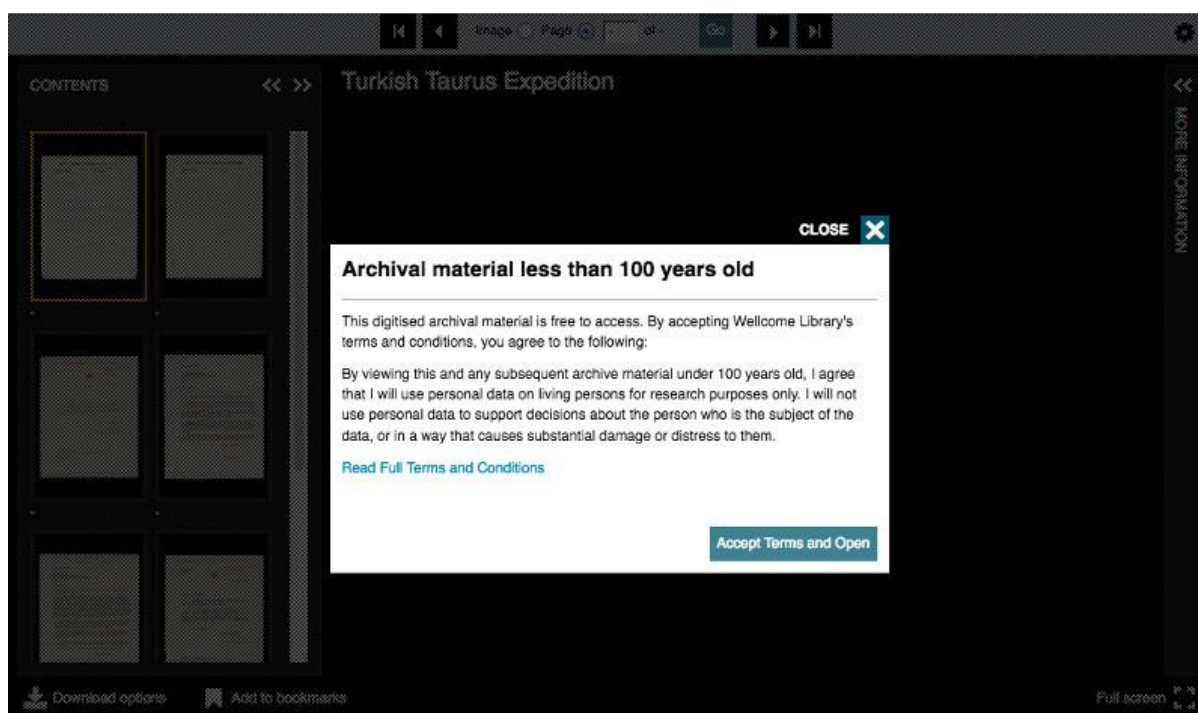 Image Page of - Go
CONTENTS << >>
Turkish Taurus Expedition
<<
MORE INFORMATION
CLOSE
Archival material less than 100 years old
This digitised archival material is free to access. By accepting Wellcome Library's
terms and conditions, you agree to the following:
By viewing this and any subsequent archive material under 100 years old, I agree
that I will use personal data on living persons for research purposes only. I will not
use personal data to support decisions about the person who is the subject of the
data, or in a way that causes substantial damage or distress to them.
Read Full Terms and Conditions
Accept Terms and Open
Download options Add to bookmarks Full screen